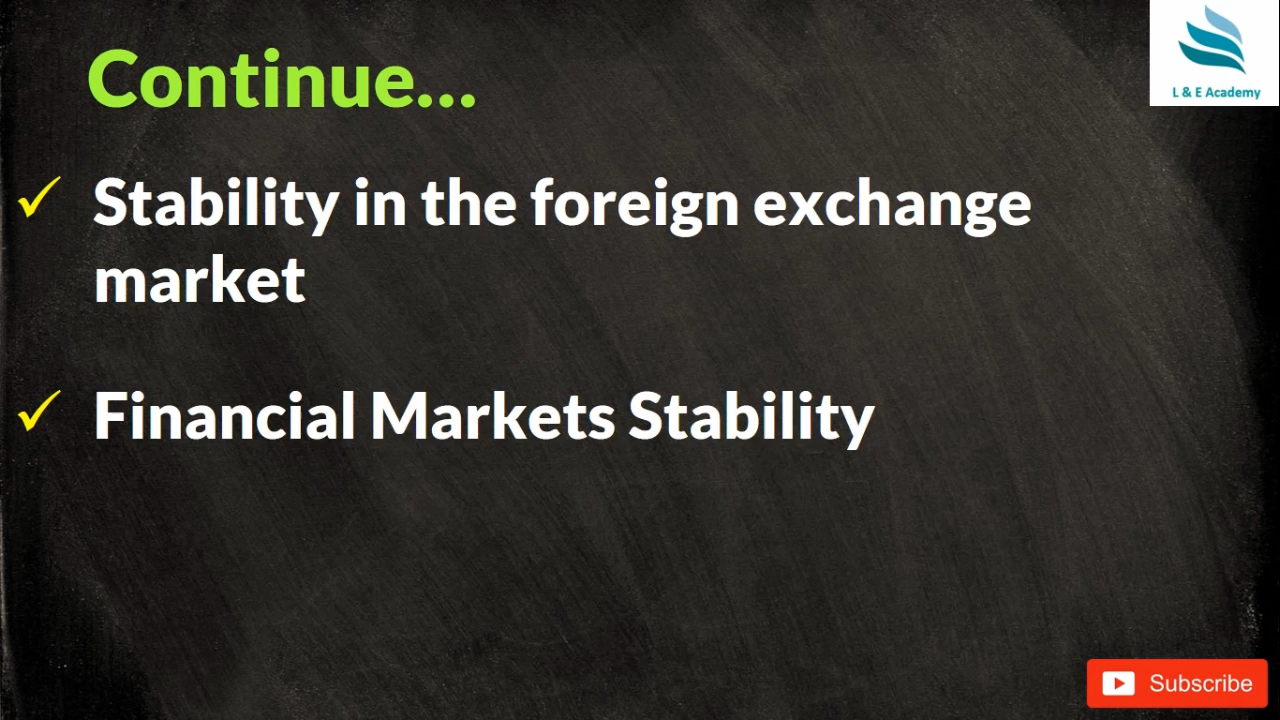 Continue...
L & E Academy
Stability in the foreign exchange
market
Financial Markets Stability
Subscribe